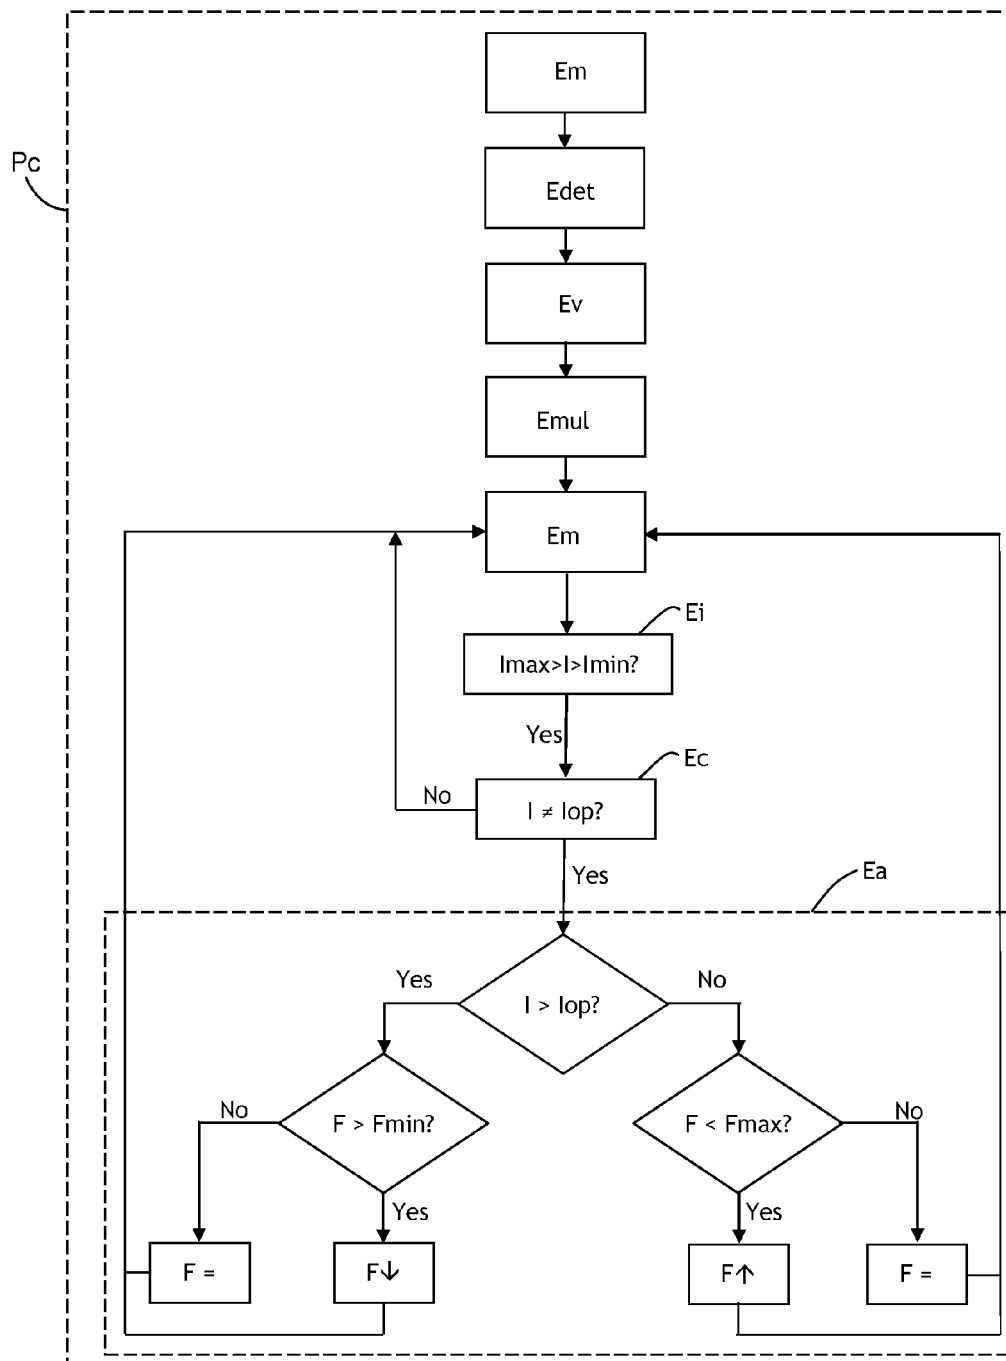 Em
Pc
Edet
Ev
Emul
Em
Ei
Imax>I>Imin?
Yes
Ec
No
I ≠ Iop?
Yes
Ea
Yes
No
I > Iop?
No
F > Fmin?
F < Fmax?
No
Yes
Yes
F =
F↓
F↑
F =